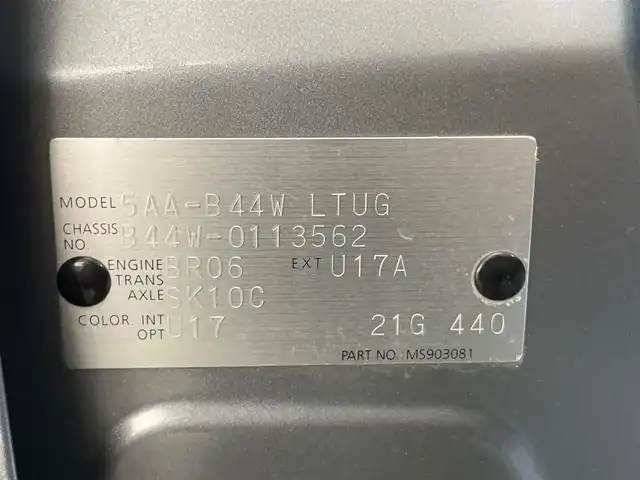 MODEL 5AA-B44W LTUG
CHASSIS NO. B44W-0113562
ENGINE BR06 EXT U17A
TRANS AXLE SK10C
COLOR. INT OPT U17 21G 440
PART NO. MS903081